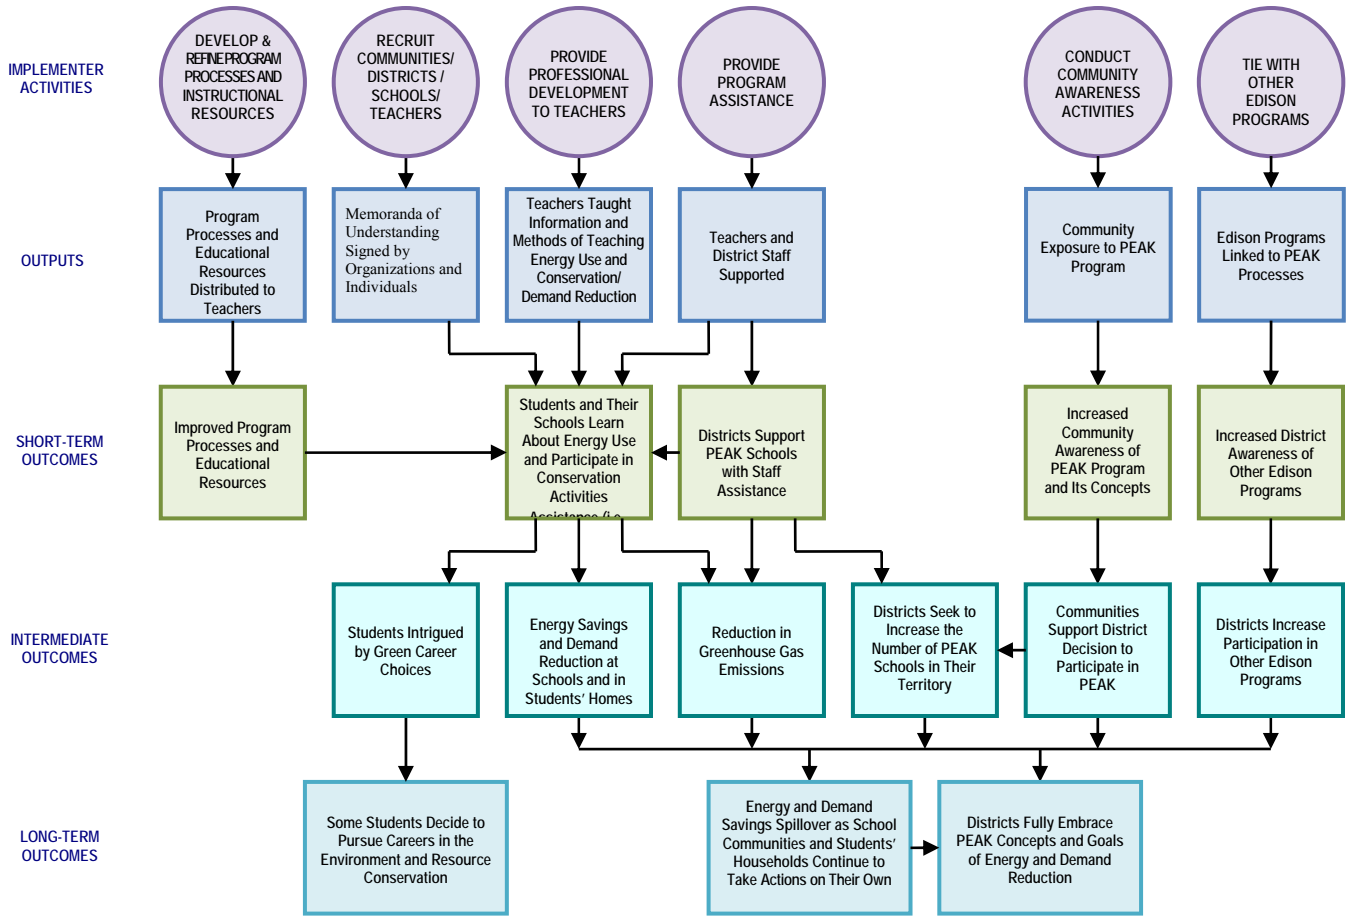 IMPLEMENTER
ACTIVITIES
DEVELOP &
REFINE PROGRAM
PROCESSES AND
INSTRUCTIONAL
RESOURCES
RECRUIT
COMMUNITIES/
DISTRICTS /
SCHOOLS/
TEACHERS
PROVIDE
PROFESSIONAL
DEVELOPMENT
TO TEACHERS
PROVIDE
PROGRAM
ASSISTANCE
CONDUCT
COMMUNITY
AWARENESS
ACTIVITIES
TIE WITH
OTHER
EDISON
PROGRAMS
OUTPUTS
Program
Processes and
Educational
Resources
Distributed to
Teachers
Memoranda of
Understanding
Signed by
Organizations and
Individuals
Teachers Taught
Information and
Methods of Teaching
Energy Use and
Conservation/
Demand Reduction
Teachers and
District Staff
Supported
Community
Exposure to PEAK
Program
Edison Programs
Linked to PEAK
Processes
SHORT-TERM
OUTCOMES
Improved Program
Processes and
Educational
Resources
Students and Their
Schools Learn
About Energy Use
and Participate in
Conservation
Activities
Assistance (i.e.
Districts Support
PEAK Schools
with Staff
Assistance
Increased
Community
Awareness of
PEAK Program
and Its Concepts
Increased District
Awareness of
Other Edison
Programs
INTERMEDIATE
OUTCOMES
Students Intrigued
by Green Career
Choices
Energy Savings
and Demand
Reduction at
Schools and in
Students' Homes
Reduction in
Greenhouse Gas
Emissions
Districts Seek to
Increase the
Number of PEAK
Schools in Their
Territory
Communities
Support District
Decision to
Participate in
PEAK
Districts Increase
Participation in
Other Edison
Programs
LONG-TERM
OUTCOMES
Some Students Decide to
Pursue Careers in the
Environment and Resource
Conservation
Energy and Demand
Savings Spillover as School
Communities and Students'
Households Continue to
Take Actions on Their Own
Districts Fully Embrace
PEAK Concepts and Goals
of Energy and Demand
Reduction